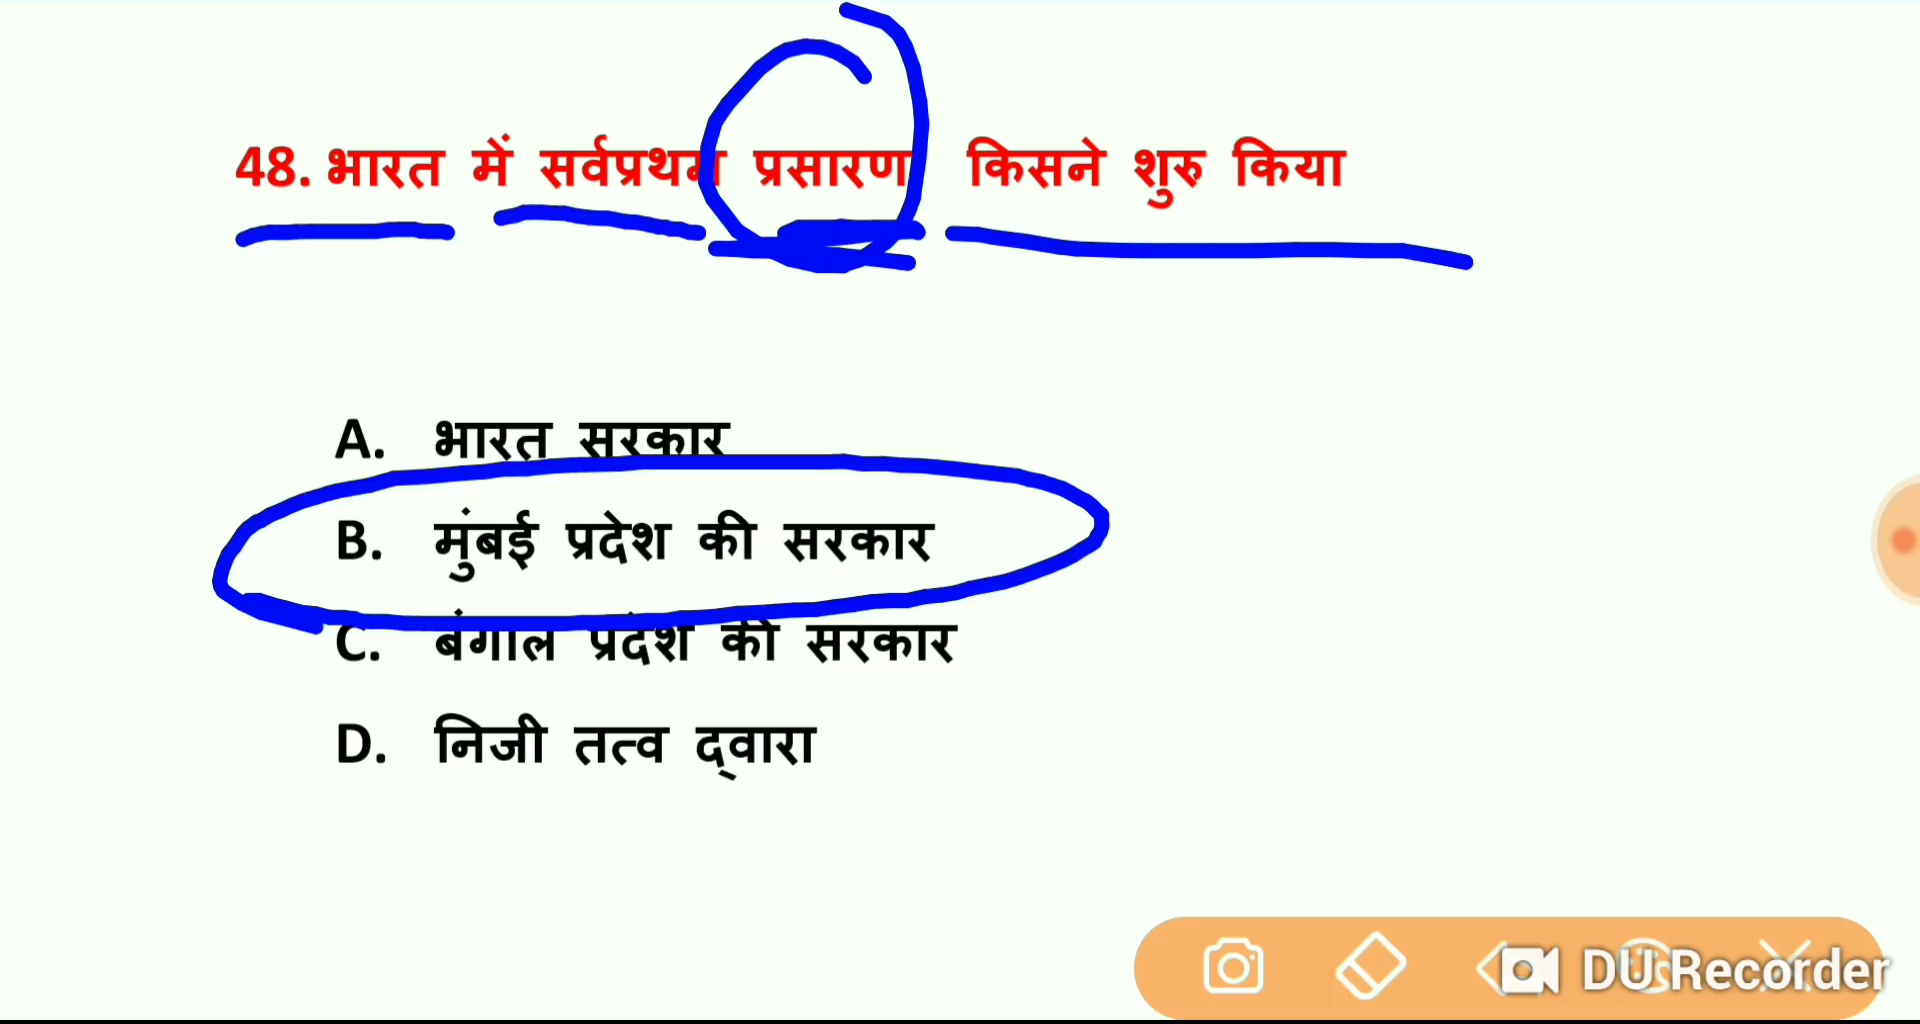 48. भारत में सर्वप्रथम प्रसारण किसने शुरु किया
A. भारत सरकार
B. मुंबई प्रदेश की सरकार
C. बंगाल प्रदेश की सरकार
D. निजी तत्व द्वारा
DU Recorder